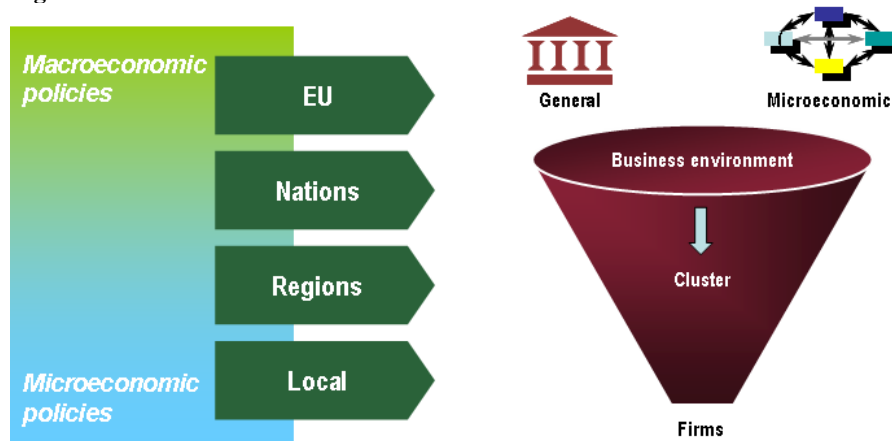 Macroeconomic
policies
EU
Nations
Regions
Local
Microeconomic
policies
General
Microeconomic
Business environment
Cluster
Firms